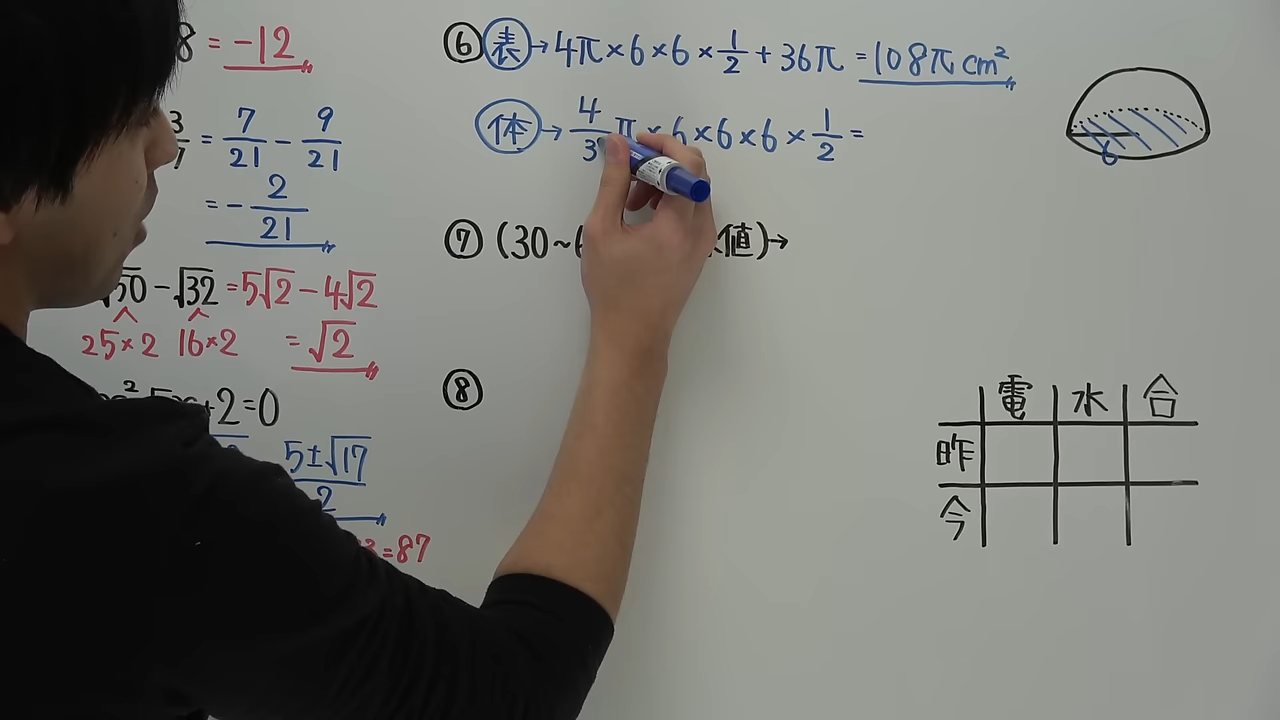 8 = -12
3/7 = 7/21 - 9/21
= - 2/21
√50 - √32 = 5√2 - 4√2
25×2 16×2 = √2
+2=0
5±√17/2
=87
⑥ 表→ 4π×6×6×1/2+36π =108π cm²
体→ 4/3 π×6×6×6×1/2=
6
⑦ (30~ 値)→
⑧
電 水 合
昨
今